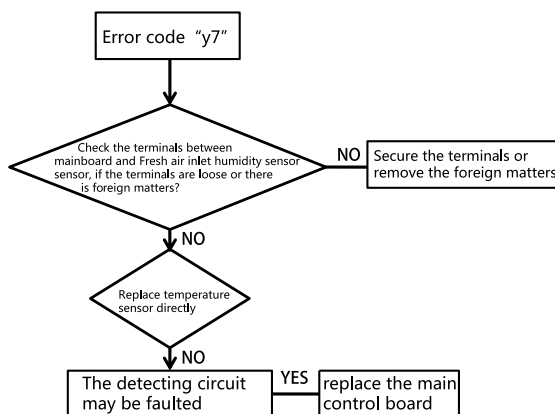 Error code “y7”
Check the terminals between
mainboard and Fresh air inlet humidity sensor
sensor, if the terminals are loose or there
is foreign matters?
NO
Secure the terminals or
remove the foreign matters
NO
Replace temperature
sensor directly
NO
The detecting circuit
may be faulted
YES
replace the main
control board